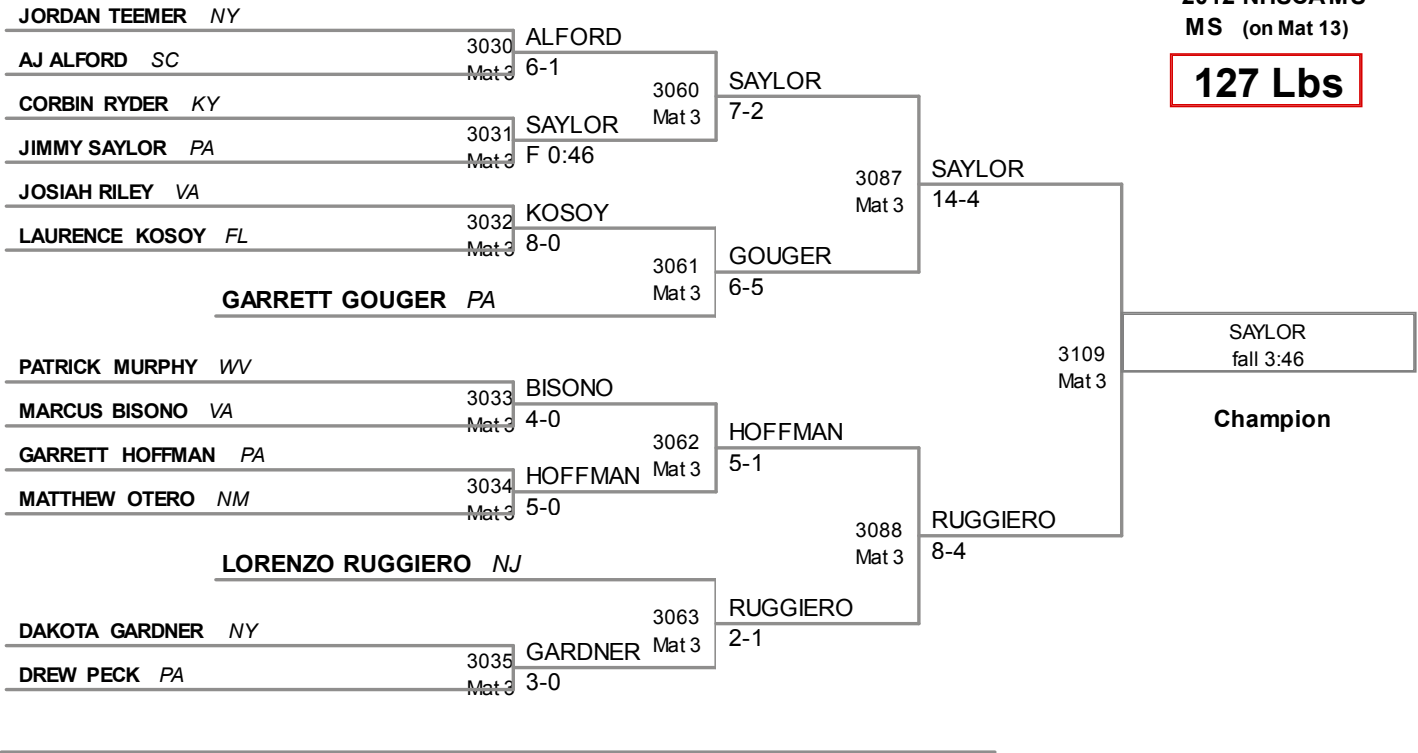 2012 NHSCA MS
MS (on Mat 13)
127 Lbs
JORDAN TEEMER NY
3030 ALFORD
AJ ALFORD SC
Mat 3 6-1
3060 SAYLOR
Mat 3 7-2
CORBIN RYDER KY
3031 SAYLOR
JIMMY SAYLOR PA
Mat 3 F 0:46
3087 SAYLOR
Mat 3 14-4
JOSIAH RILEY VA
3032 KOSOY
LAURENCE KOSOY FL
Mat 3 8-0
3061 GOUGER
Mat 3 6-5
GARRETT GOUGER PA
SAYLOR
3109 fall 3:46
Mat 3
Champion
PATRICK MURPHY WV
3033 BISONO
MARCUS BISONO VA
Mat 3 4-0
3062 HOFFMAN
Mat 3 5-1
GARRETT HOFFMAN PA
3034 HOFFMAN
MATTHEW OTERO NM
Mat 3 5-0
3088 RUGGIERO
Mat 3 8-4
LORENZO RUGGIERO NJ
3063 RUGGIERO
Mat 3 2-1
DAKOTA GARDNER NY
3035 GARDNER
DREW PECK PA
Mat 3 3-0